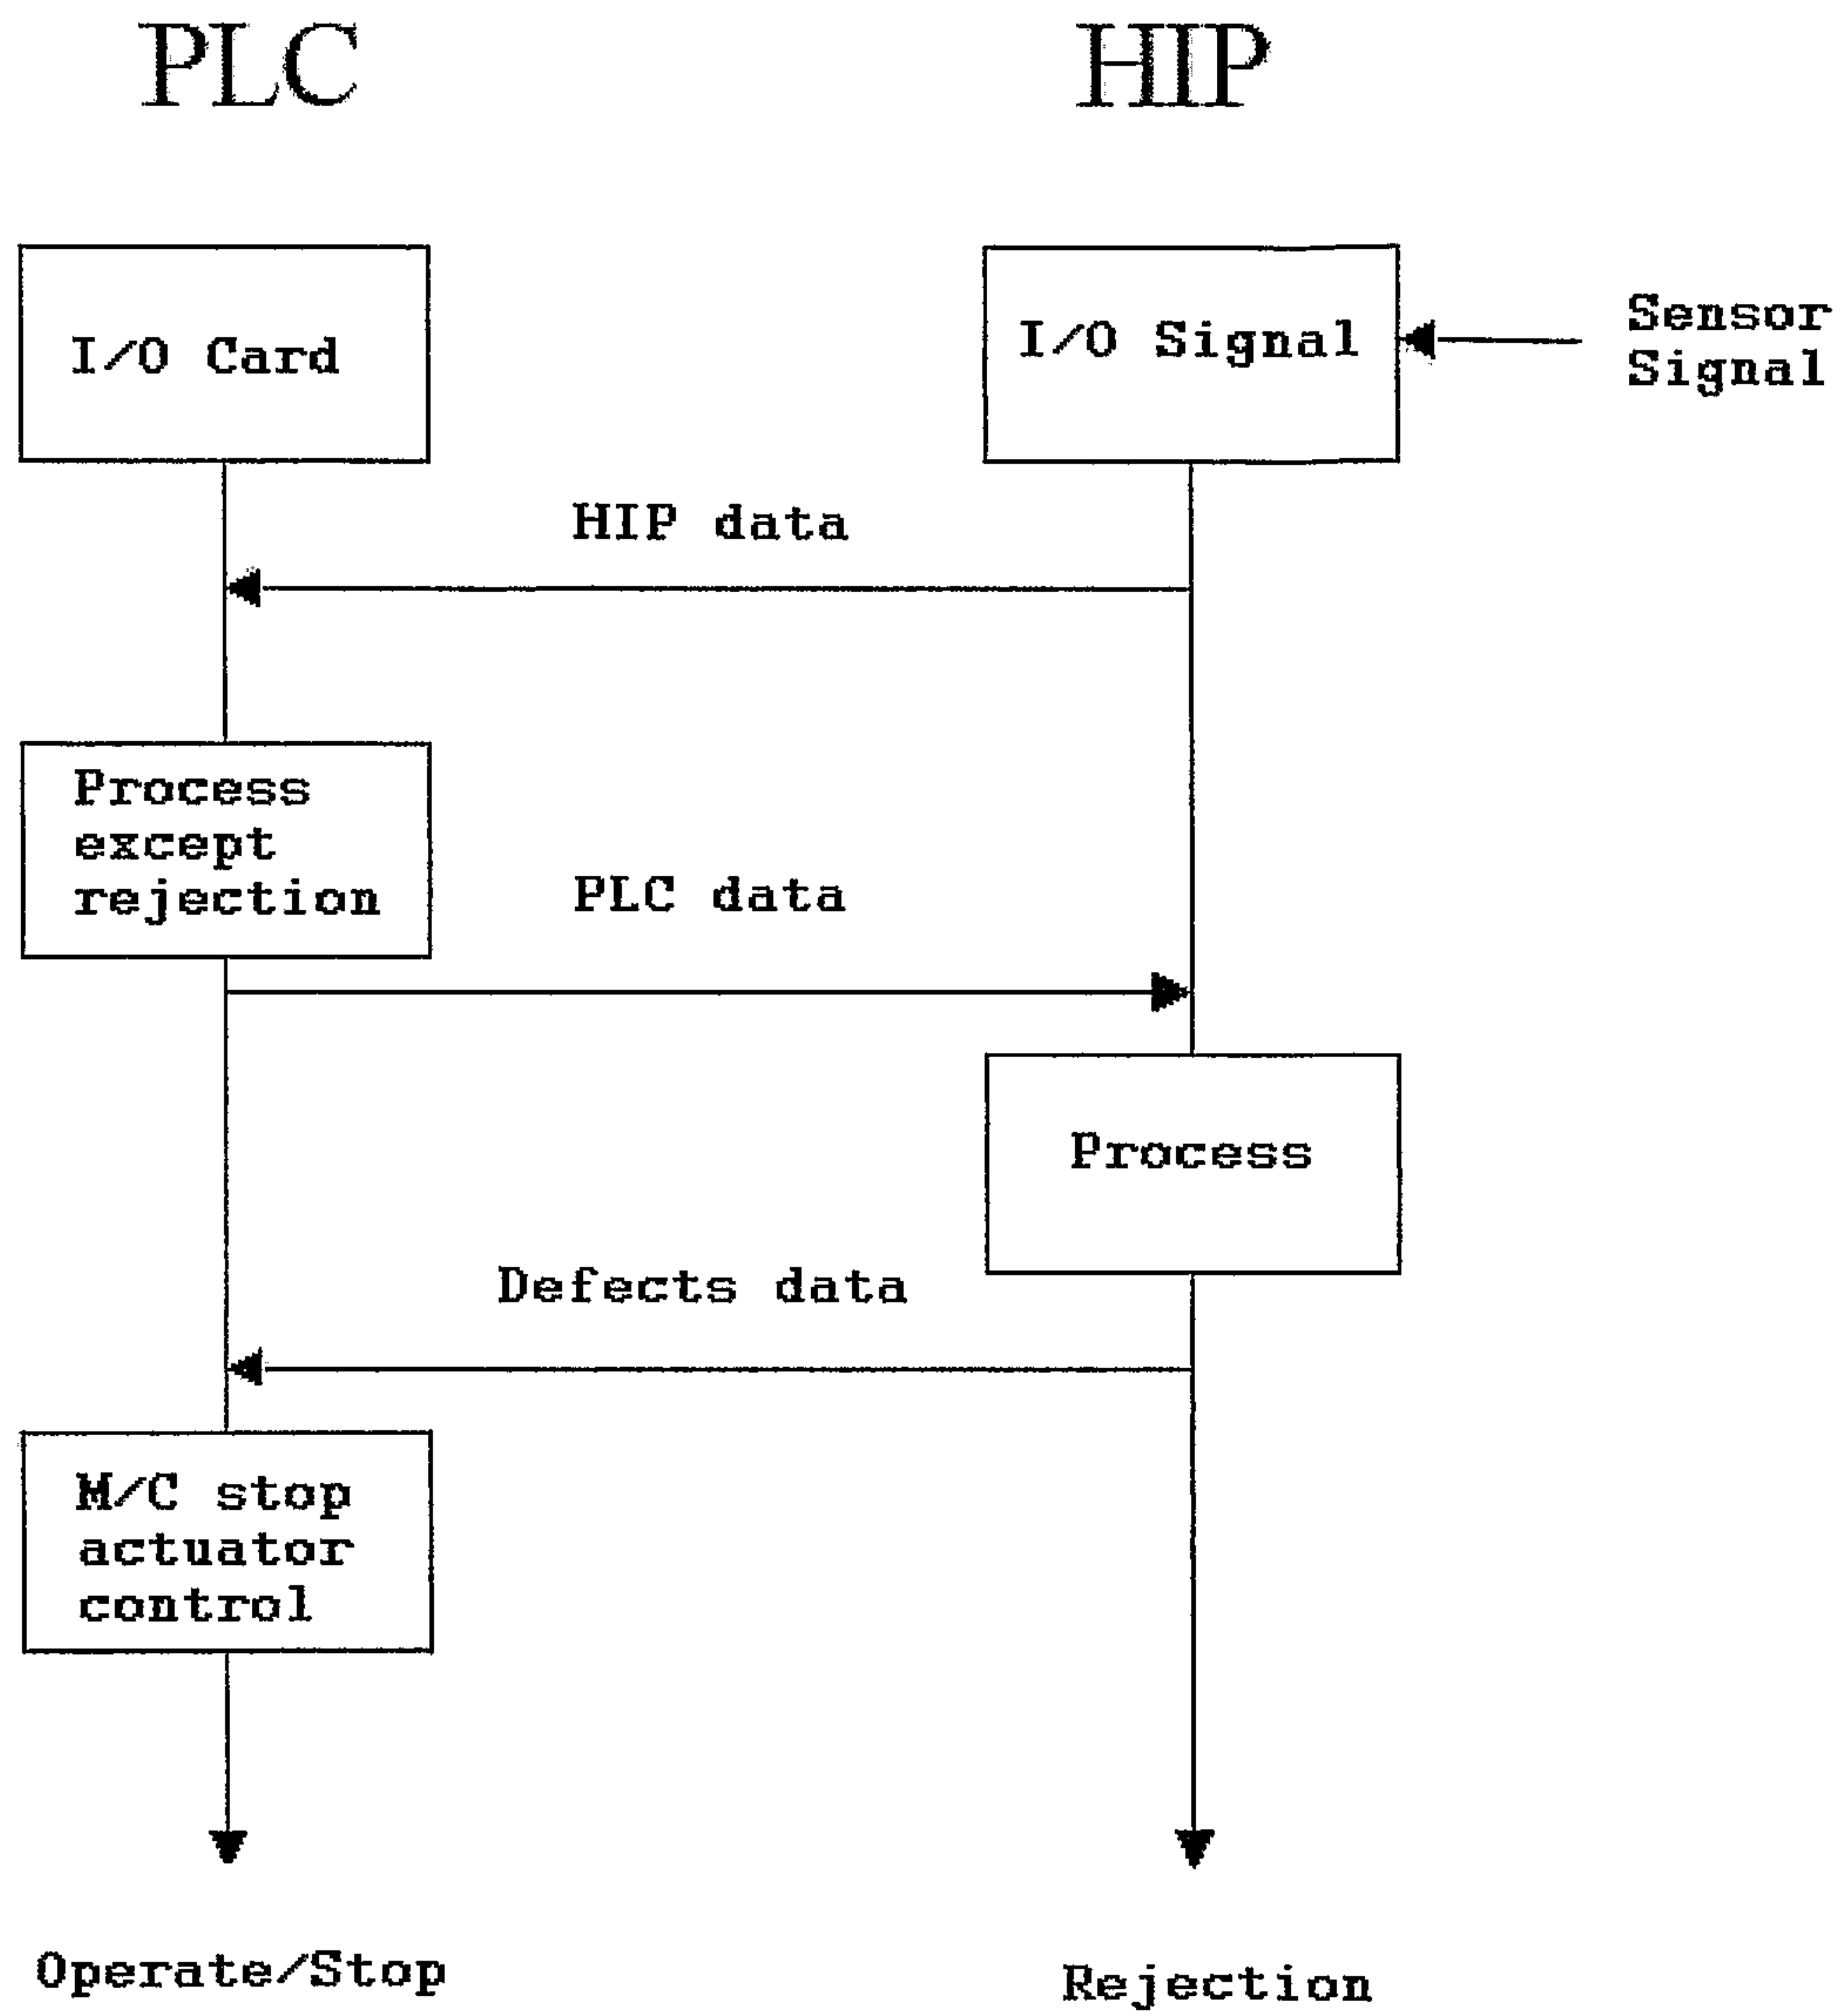 PLC
HIP
I/O Card
I/O Signal
Sensor
Signal
HIP data
Process
except
rejection
PLC data
Process
Defects data
M/C stop
actuator
control
Operate/Stop
Rejection